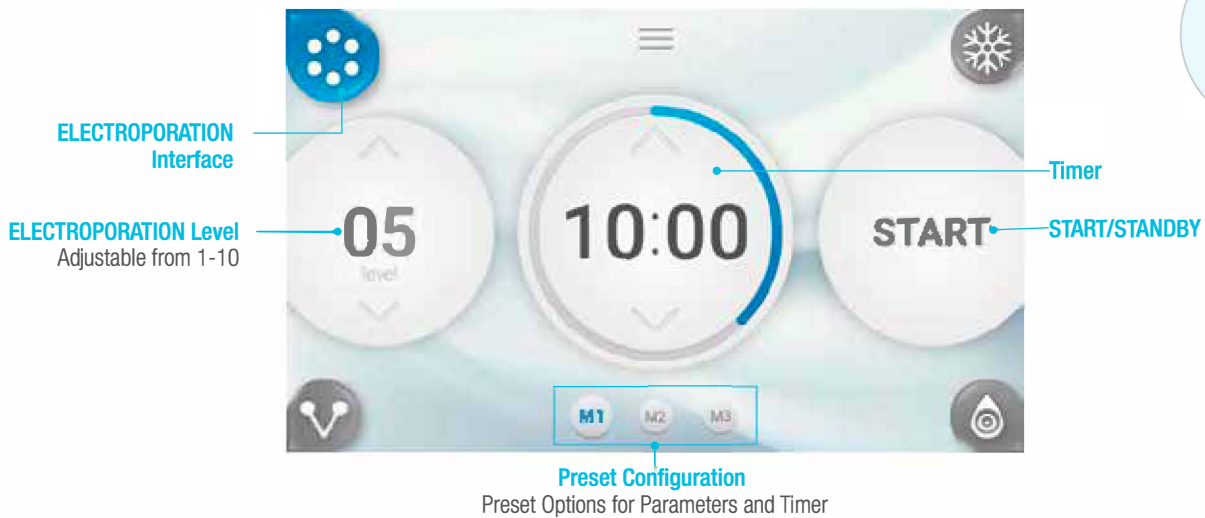 ELECTROPORATION
Interface
ELECTROPORATION Level
Adjustable from 1-10
05
level
10:00
START
Timer
START/STANDBY
M1 M2 M3
Preset Configuration
Preset Options for Parameters and Timer